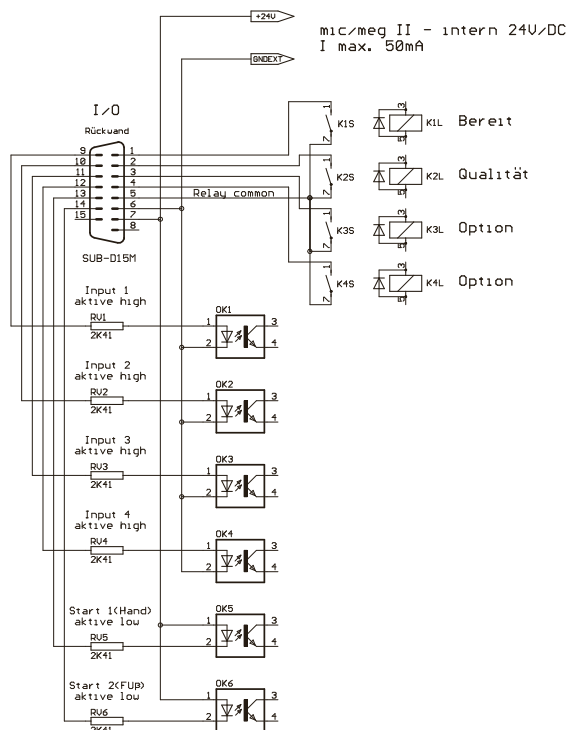 +24V
mic/meg II - intern 24V/DC
I max. 50mA
GNDEXT
I/O
Rückwand
9
10
11
12
13
14
15
1
2
3
4
5
6
7
8
SUB-D15M
Relay common
1
K1S
7
3
K1L
5
Bereit
1
K2S
7
3
K2L
5
Qualität
1
K3S
7
3
K3L
5
Option
1
K4S
7
3
K4L
5
Option
Input 1
aktive high
RV1
2K41
OK1
1
2
3
4
Input 2
aktive high
RV2
2K41
OK2
1
2
3
4
Input 3
aktive high
RV3
2K41
OK3
1
2
3
4
Input 4
aktive high
RV4
2K41
OK4
1
2
3
4
Start 1(Hand)
aktive low
RV5
2K41
OK5
1
2
3
4
Start 2(FUβ)
aktive low
RV6
2K41
OK6
1
2
3
4